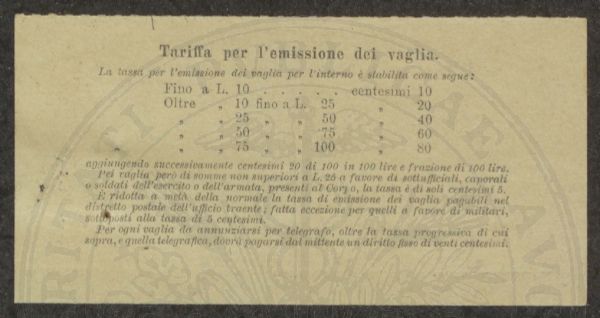 Tariffa per l'emissione dei vaglia.
La tassa per l'emissione dei vaglia per l'interno è stabilita come segue:
Fino a L. 10 . . . . . centesimi 10
Oltre „ 10 fino a L. 25 „ 20
„ „ 25 „ „ 50 „ 40
„ „ 50 „ „ 75 „ 60
„ „ 75 „ „ 100 „ 80
aggiungendo successivamente centesimi 20 di 100 in 100 lire e frazione di 100 lire.
Pei vaglia però di somme non superiori a L. 25 a favore di sottufficiali, caporali
o soldati dell'esercito o dell'armata, presenti al Corpo, la tassa è di soli centesimi 5.
È ridotta a metà della normale la tassa di emissione dei vaglia pagabili nel
distretto postale dell'ufficio traente; fatta eccezione per quelli a favore di militari,
sottoposti alla tassa di 5 centesimi.
Per ogni vaglia da annunziarsi per telegrafo, oltre la tassa progressiva di cui
sopra, e quella telegrafica, dovrà pagarsi dal mittente un diritto fisso di venti centesimi.